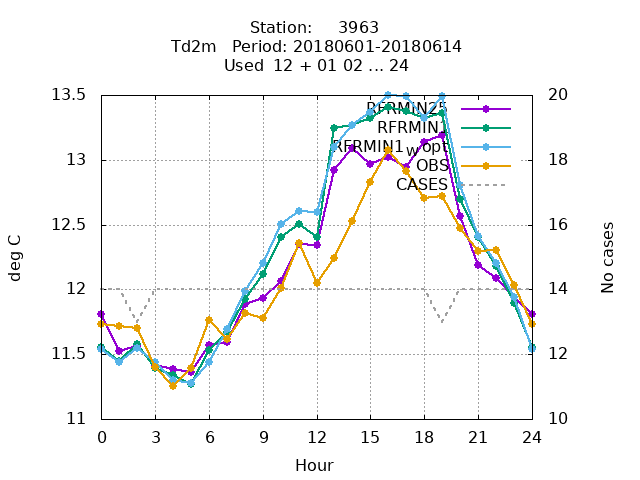 Station: 3963
Td2m Period: 20180601-20180614
Used 12 + 01 02 ... 24
13.5
13
12.5
12
11.5
11
20
18
16
14
12
10
deg C
No cases
RFRMIN25
RFRMIN1
RFRMIN1wopt
OBS
CASES
0 3 6 9 12 15 18 21 24
Hour